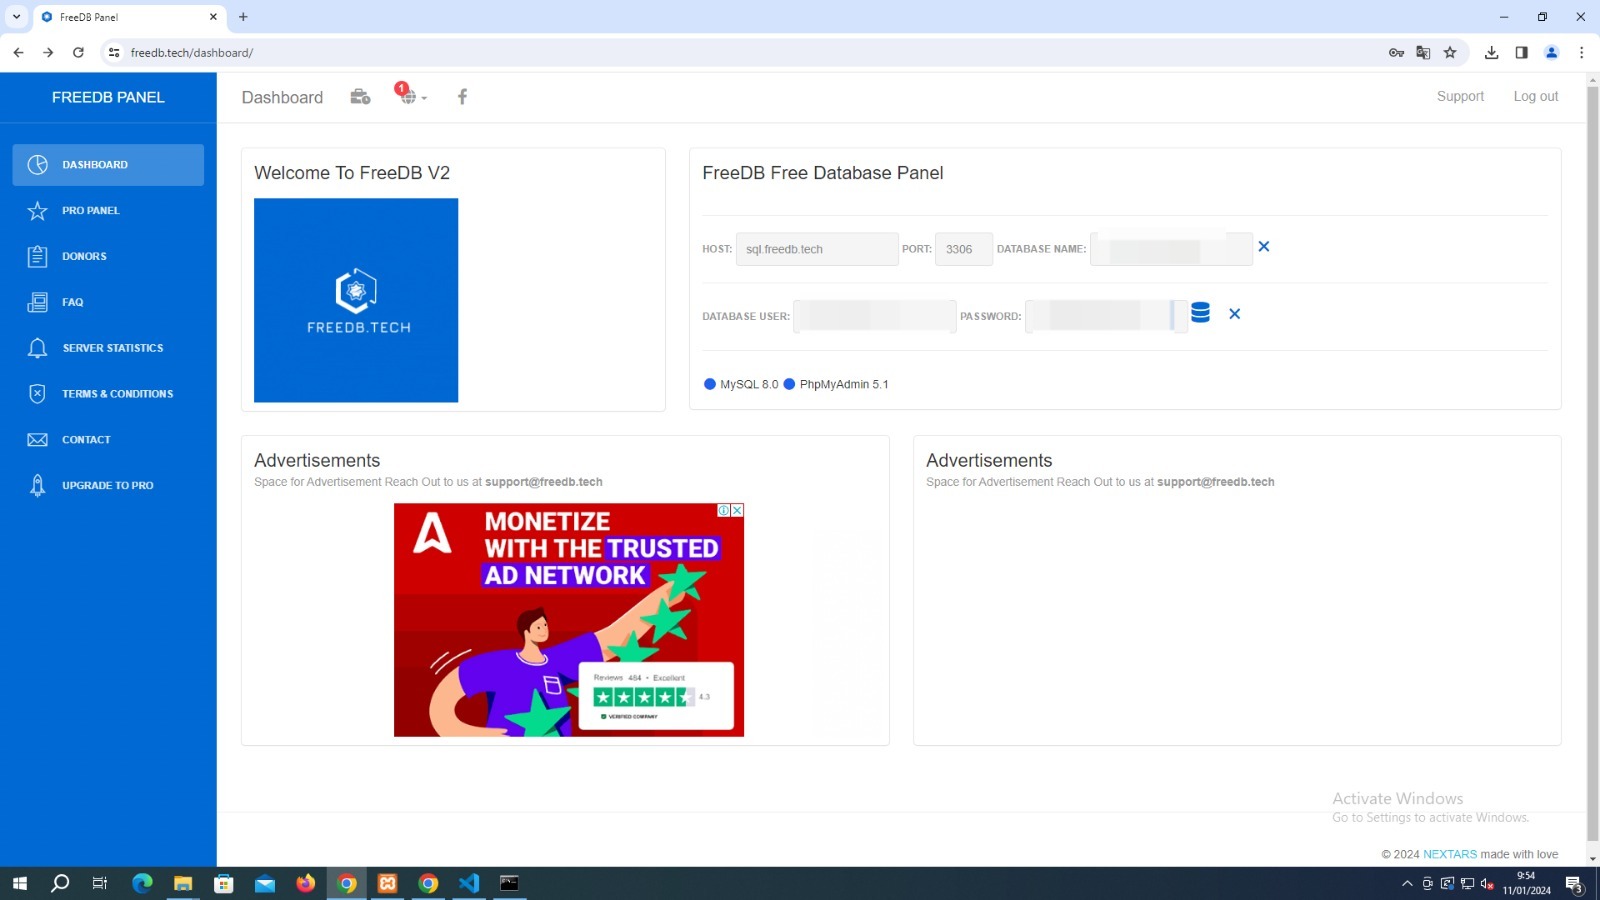 FreeDB Panel
freedb.tech/dashboard/
FREEDB PANEL
DASHBOARD
PRO PANEL
DONORS
FAQ
SERVER STATISTICS
TERMS & CONDITIONS
CONTACT
UPGRADE TO PRO
Dashboard
1
Support
Log out
Welcome To FreeDB V2
FREEDB.TECH
FreeDB Free Database Panel
HOST: sql.freedb.tech PORT: 3306 DATABASE NAME:
DATABASE USER: PASSWORD:
MySQL 8.0 PhpMyAdmin 5.1
Advertisements
Space for Advertisement Reach Out to us at support@freedb.tech
MONETIZE
WITH THE TRUSTED
AD NETWORK
Reviews 484 • Excellent
4.3
VERIFIED COMPANY
Advertisements
Space for Advertisement Reach Out to us at support@freedb.tech
Activate Windows
Go to Settings to activate Windows.
© 2024 NEXTARS made with love
9:54
11/01/2024
3